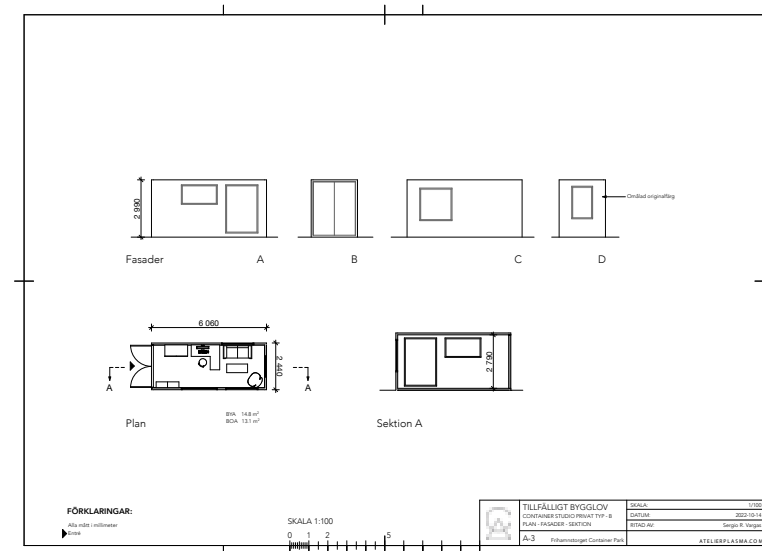 2 990
Omålad originalfärg
Fasader A B C D
6 060
2 440
2 790
A A
Plan
BYA 14.8 m²
BOA 13.1 m²
Sektion A
FÖRKLARINGAR:
Alla mått i millimeter
Entré
SKALA 1:100
0 1 2 5
TILLFÄLLIGT BYGGLOV
CONTAINER STUDIO PRIVAT TYP - B
PLAN - FASADER - SEKTION
A-3 Frihamnstorget Container Park
SKALA: 1/100
DATUM: 2022-10-14
RITAD AV: Sergio R. Vargas
ATELIERPLASMA.COM